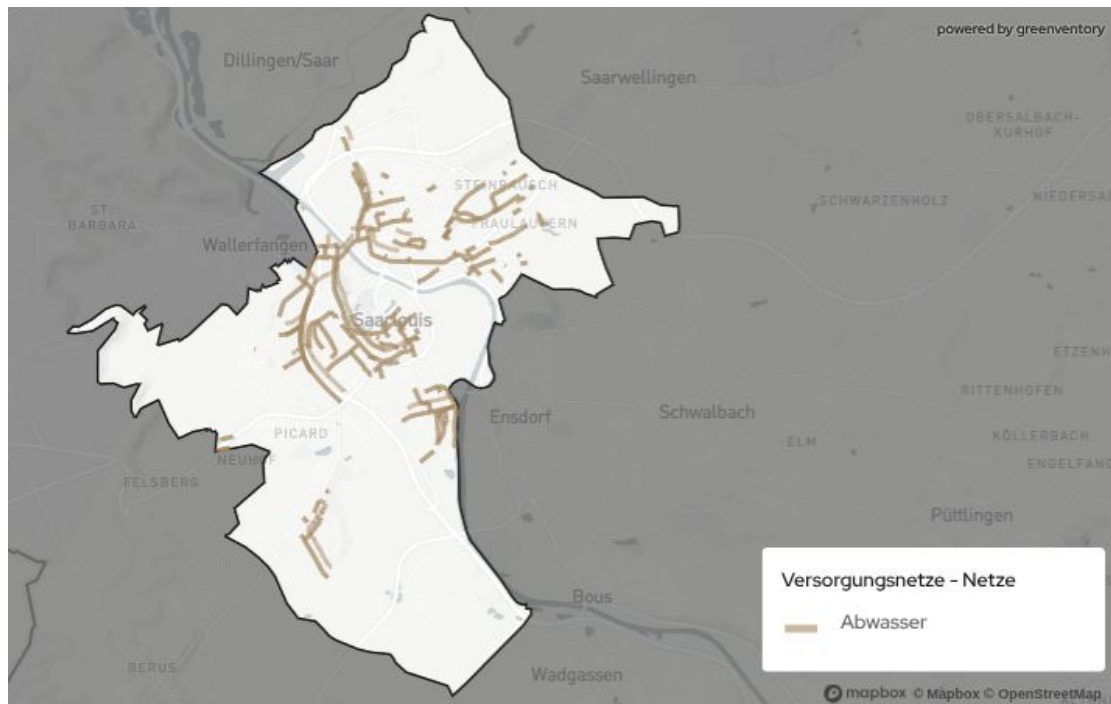 powered by greenventory
Dillingen/Saar
Saarwellingen
OBERSALBACH-
KURHOF
STEINRAUSCH
SCHWARZENHOLZ
ST.
BARBARA
FRAULAUTERN
Wallerfangen
Saarlouis
ETZENH
RITTENHOFEN
Ensdorf
Schwalbach
PICARD
ELM
KÖLLERBACH
NEUHOF
ENGELFANG
FELSBERG
Püttlingen
Versorgungsnetze - Netze
Abwasser
Bous
BERUS
Wadgassen
mapbox © Mapbox © OpenStreetMap